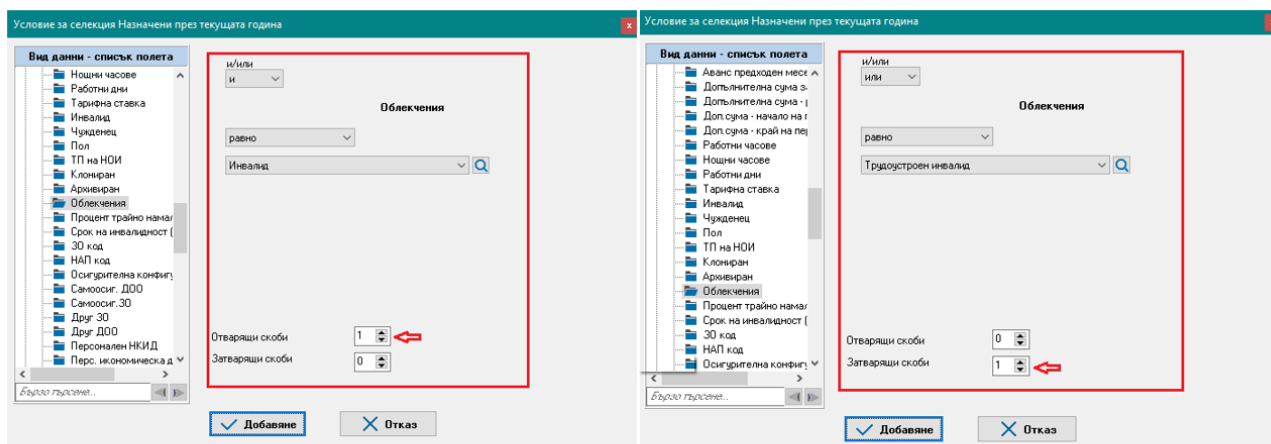 Условие за селекция Назначени през текущата година
x
Вид данни - списък полета
Нощни часове
Работни дни
Тарифна ставка
Инвалид
Чужденец
Пол
ТП на НОИ
Клониран
Архивиран
Облекчения
Процент трайно намал
Срок на инвалидност (
ЗО код
НАП код
Осигурителна конфигу
Самоосиг. ДОО
Самоосиг.ЗО
Друг ЗО
Друг ДОО
Персонален НКИД
Перс. икономическа д
Бързо търсене...
и/или
и
Облекчения
равно
Инвалид
Отварящи скоби
1
Затварящи скоби
0
Добавяне
Отказ
Условие за селекция Назначени през текущата година
Вид данни - списък полета
Аванс предходен месе
Допълнителна сума з
Допълнителна сума -
Доп.сума - начало на п
Доп.сума - край на пер
Работни часове
Нощни часове
Работни дни
Тарифна ставка
Инвалид
Чужденец
Пол
ТП на НОИ
Клониран
Архивиран
Облекчения
Процент трайно намал
Срок на инвалидност (
ЗО код
НАП код
Осигурителна конфигу
Бързо търсене...
и/или
или
Облекчения
равно
Трудоустроен инвалид
Отварящи скоби
0
Затварящи скоби
1
Добавяне
Отказ